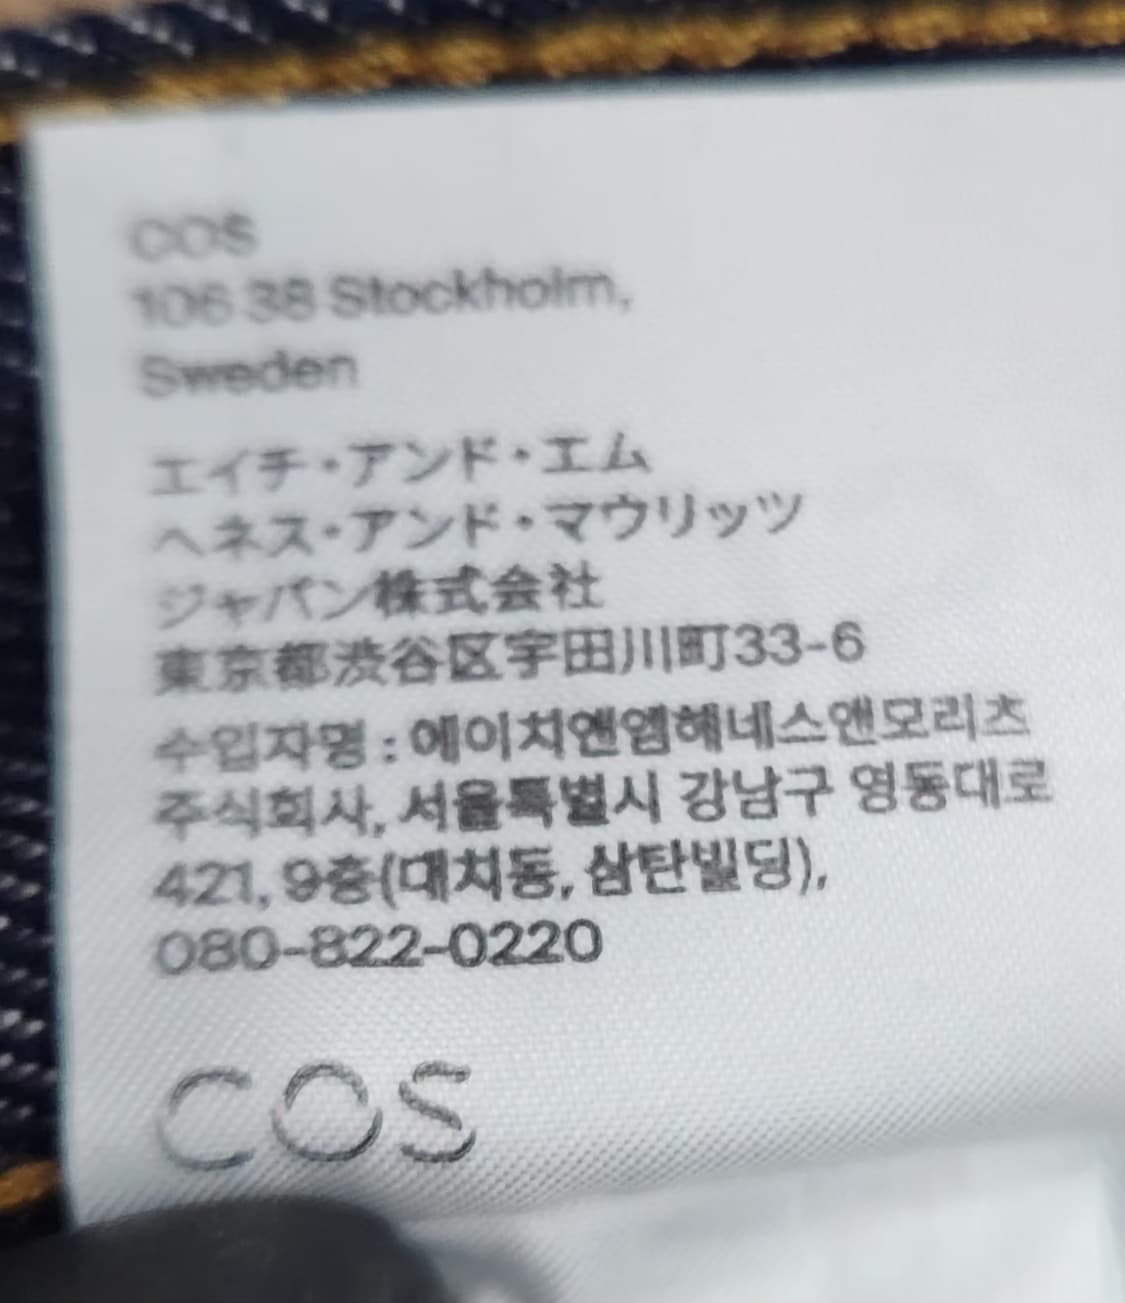 COS
106 38 Stockholm,
Sweden
エイチ・アンド・エム
ヘネス・アンド・マウリッツ
ジャパン株式会社
東京都渋谷区宇田川町33-6
수입자명 : 에이치앤엠헤네스앤모리츠
주식회사, 서울특별시 강남구 영동대로
421, 9층(대치동, 삼탄빌딩),
080-822-0220
COS